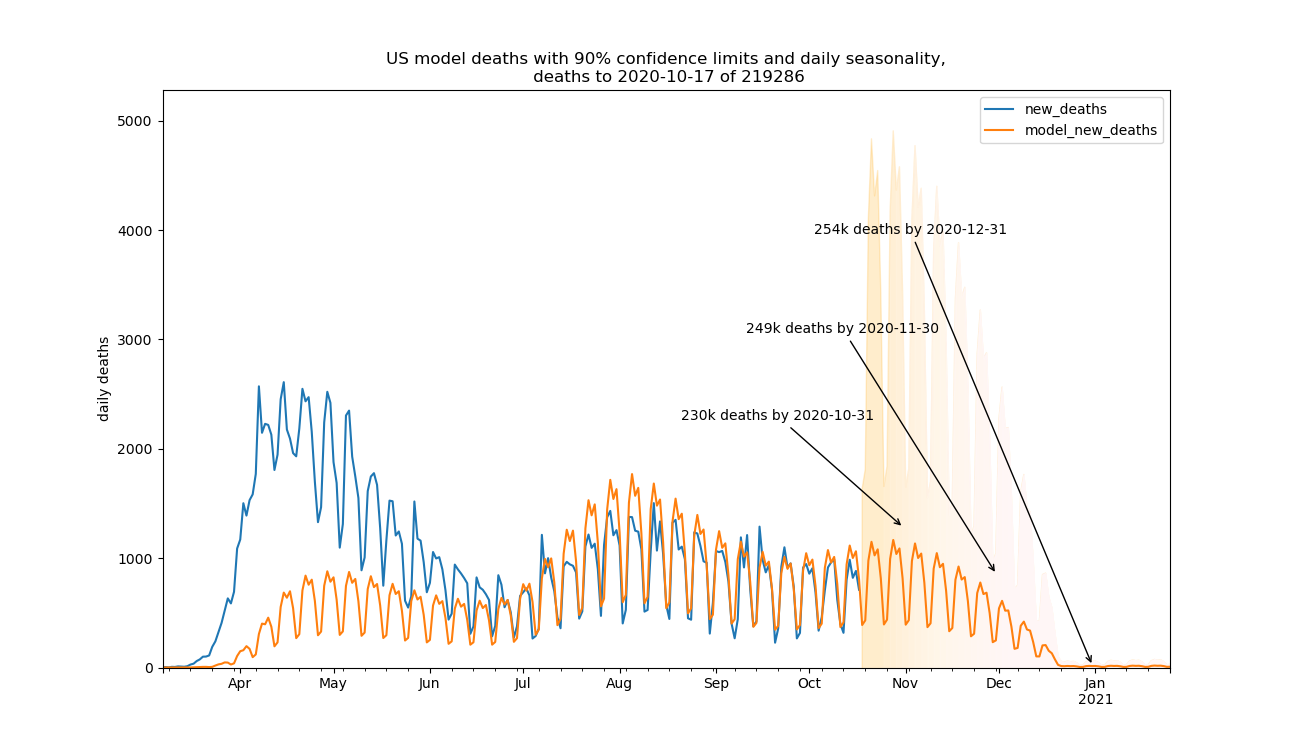 US model deaths with 90% confidence limits and daily seasonality,
deaths to 2020-10-17 of 219286
new_deaths
model_new_deaths
5000
4000
3000
2000
1000
0
daily deaths
254k deaths by 2020-12-31
249k deaths by 2020-11-30
230k deaths by 2020-10-31
Apr May Jun Jul Aug Sep Oct Nov Dec Jan
2021